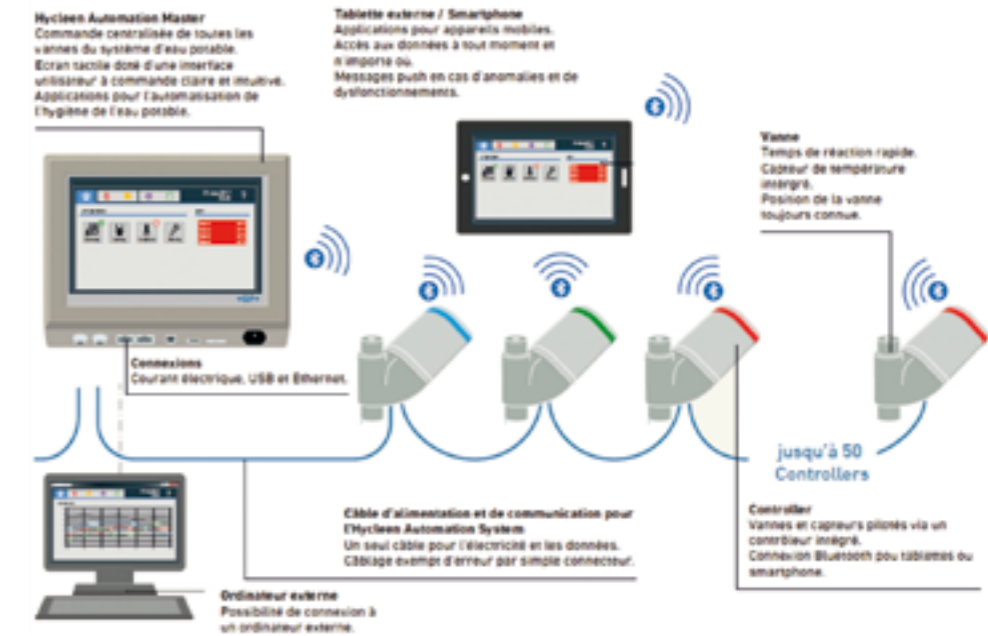 Hycleen Automation Master
Commande centralisée de toutes les
vannes du système d'eau potable.
Ecran tactile doté d'une interface
utilisateur à commande claire et intuitive.
Applications pour l'automatisation de
l'hygiène de l'eau potable.
Tablette externe / Smartphone
Applications pour appareils mobiles.
Accès aux données à tout moment et
n'importe où.
Messages push en cas d'anomalies et de
dysfonctionnements.
Vanne
Temps de réaction rapide.
Capteur de température
intégré.
Position de la vanne
toujours connue.
Connexions
Courant électrique, USB et Ethernet.
jusqu'à 50
Controllers
Câble d'alimentation et de communication pour
l'Hycleen Automation System
Un seul câble pour l'électricité et les données.
Câblage exempt d'erreur par simple connecteur.
Controller
Vannes et capteurs pilotés via un
contrôleur intégré.
Connexion Bluetooth pou tablettes ou
smartphone.
Ordinateur externe
Possibilité de connexion à
un ordinateur externe.